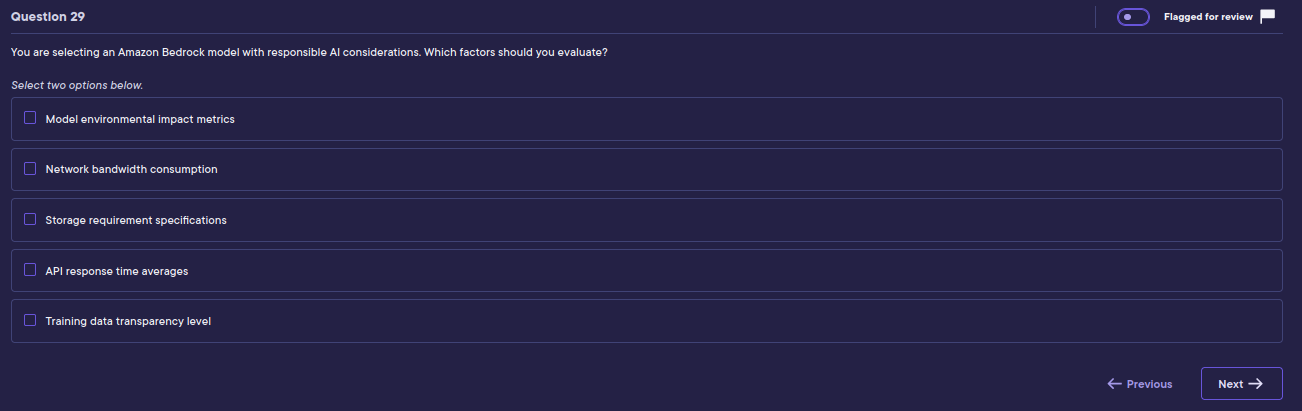 Question 29
Flagged for review
You are selecting an Amazon Bedrock model with responsible AI considerations. Which factors should you evaluate?
Select two options below.
Model environmental impact metrics
Network bandwidth consumption
Storage requirement specifications
API response time averages
Training data transparency level
Previous
Next